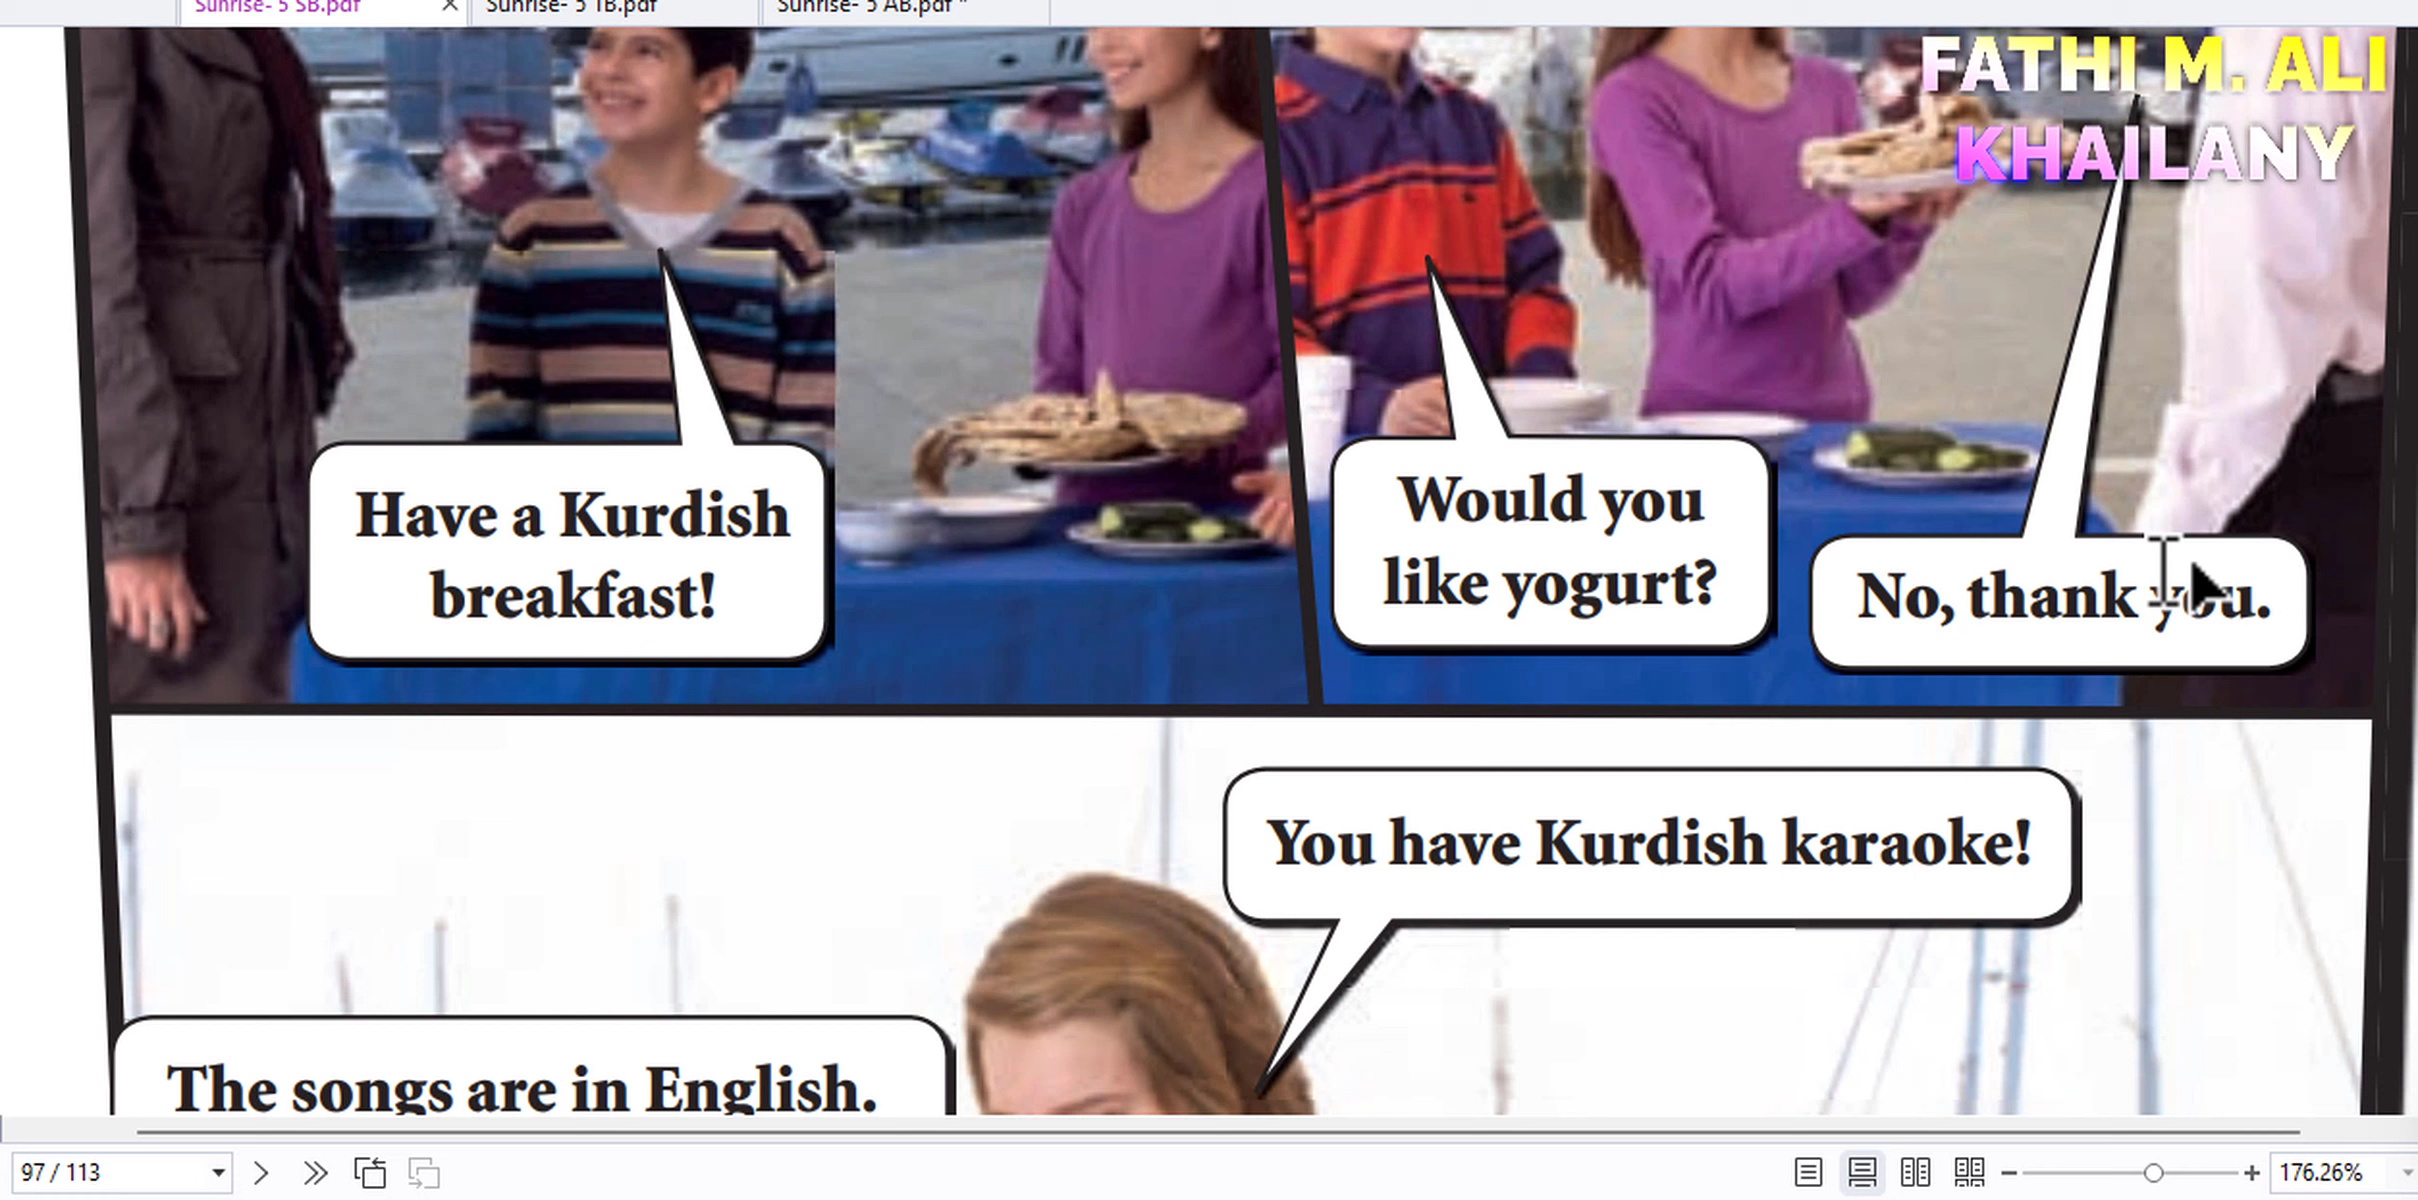 Sunrise- 5 SB.pdf
Sunrise- 5 TB.pdf
Sunrise- 5 AB.pdf *
FATHI M. ALI
KHAILANY
Have a Kurdish
breakfast!
Would you
like yogurt?
No, thank you.
You have Kurdish karaoke!
The songs are in English.
97 / 113
176.26%